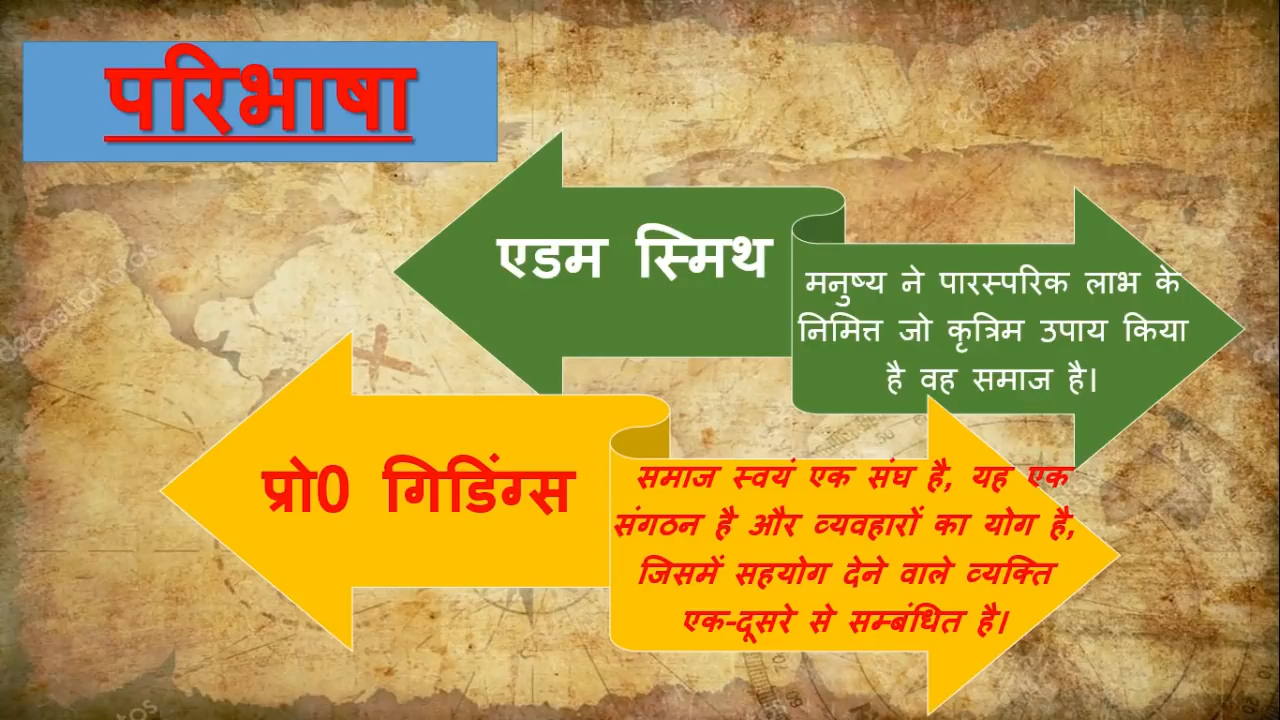 परिभाषा
एडम स्मिथ
मनुष्य ने पारस्परिक लाभ के
निमित्त जो कृत्रिम उपाय किया
है वह समाज है।
प्रो0 गिडिंग्स
समाज स्वयं एक संघ है, यह एक
संगठन है और व्यवहारों का योग है,
जिसमें सहयोग देने वाले व्यक्ति
एक-दूसरे से सम्बंधित है।
depositphotos